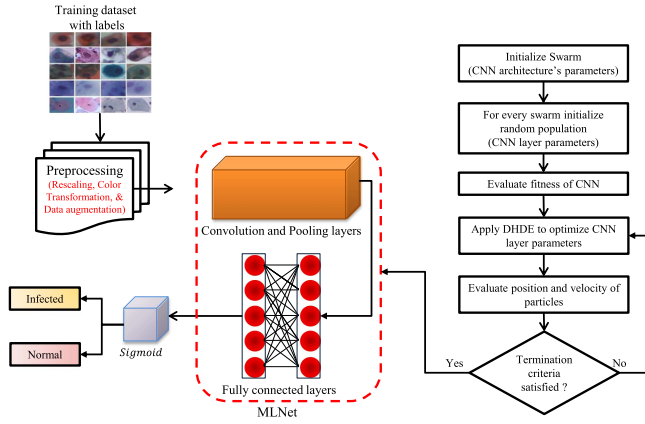 Training dataset
with labels
Preprocessing
(Rescaling, Color
Transformation, &
Data augmentation)
Convolution and Pooling layers
Fully connected layers
MLNet
Sigmoid
Infected
Normal
Initialize Swarm
(CNN architecture's parameters)
For every swarm initialize
random population
(CNN layer parameters)
Evaluate fitness of CNN
Apply DHDE to optimize CNN
layer parameters
Evaluate position and velocity of
particles
Termination
criteria
satisfied ?
Yes
No